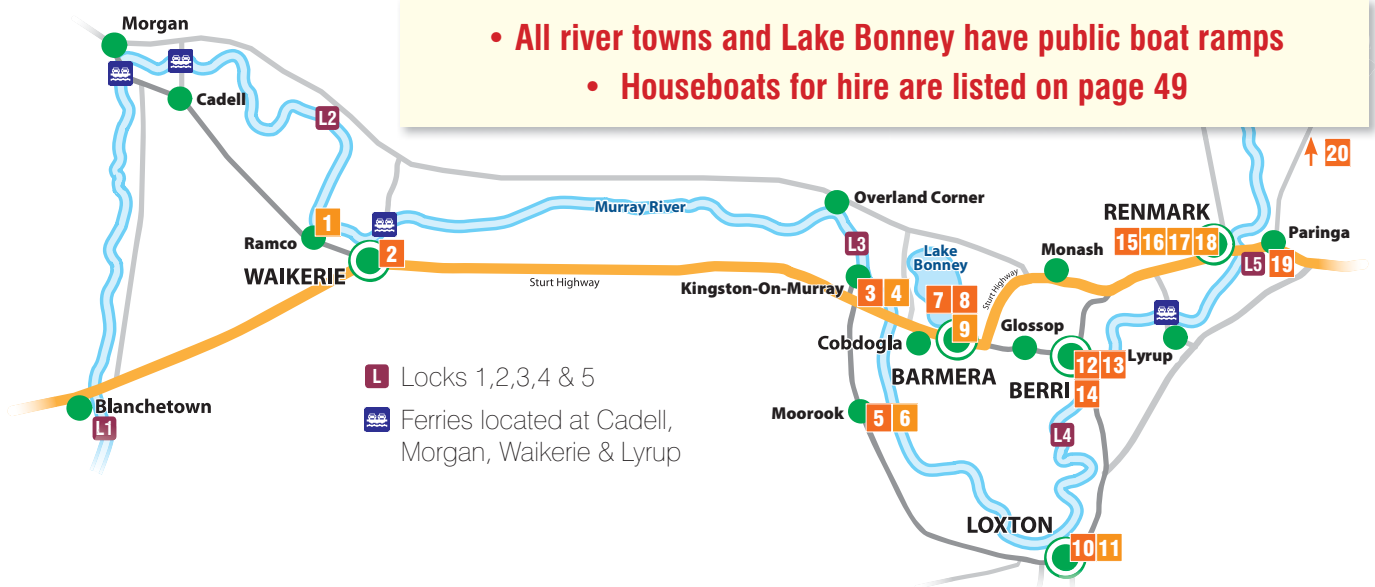 • All river towns and Lake Bonney have public boat ramps
• Houseboats for hire are listed on page 49
Morgan
Cadell
L2
20
Overland Corner
Murray River
1
Ramco
2
WAIKERIE
Sturt Highway
L3
Lake
Bonney
Kingston-On-Murray
3 4
7 8
9
Sturt Highway
Monash
RENMARK
15 16 17 18
Paringa
L5
19
Cobdogla
BARMERA
Glossop
BERRI
12 13
14
Lyrup
L Locks 1,2,3,4 & 5
Ferries located at Cadell,
Morgan, Waikerie & Lyrup
Blanchetown
L1
Moorook
5 6
L4
LOXTON
10 11